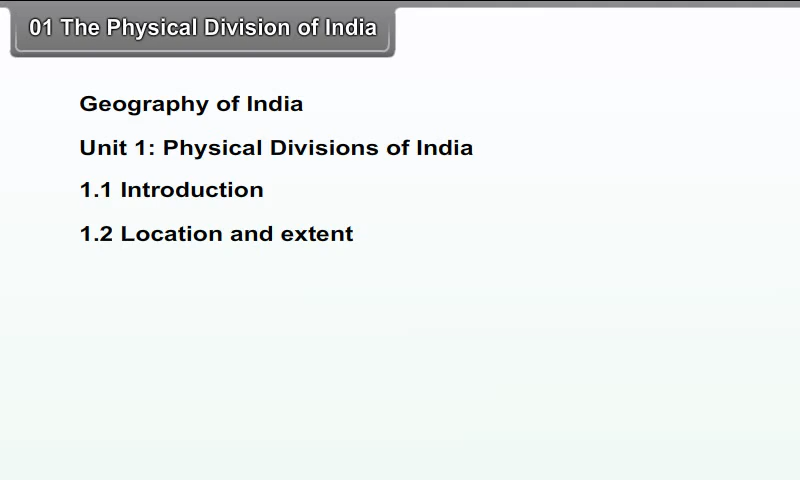 01 The Physical Division of India
Geography of India
Unit 1: Physical Divisions of India
1.1 Introduction
1.2 Location and extent